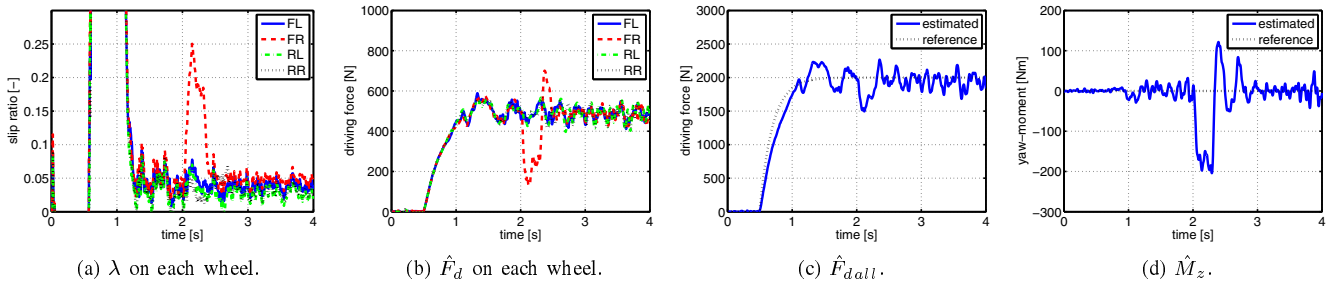 slip ratio [−]
0.25
0.2
0.15
0.1
0.05
0
0 1 2 3 4
time [s]
FL
FR
RL
RR
(a) λ on each wheel.
driving force [N]
1000
800
600
400
200
0
0 1 2 3 4
time [s]
FL
FR
RL
RR
(b) F̂d on each wheel.
driving force [N]
3000
2500
2000
1500
1000
500
0
0 1 2 3 4
time [s]
estimated
reference
(c) F̂dall.
yaw−moment [Nm]
200
100
0
−100
−200
−300
0 1 2 3 4
time [s]
estimated
reference
(d) M̂z.